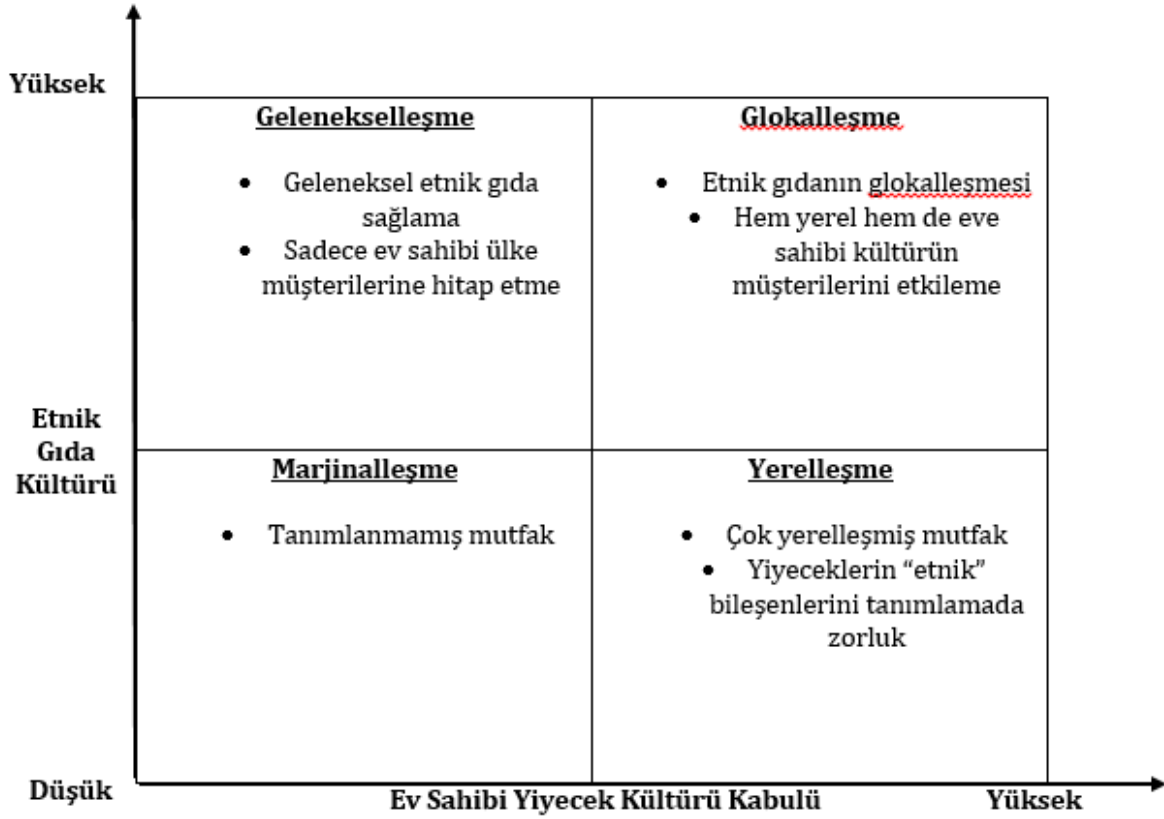 Yüksek
Gelenekselleşme
• Geleneksel etnik gıda
sağlama
• Sadece ev sahibi ülke
müşterilerine hitap etme
Glokalleşme
• Etnik gıdanın glokalleşmesi
• Hem yerel hem de eve
sahibi kültürün
müşterilerini etkileme
Etnik
Gıda
Kültürü
Marjinalleşme
• Tanımlanmamış mutfak
Yerelleşme
• Çok yerelleşmiş mutfak
• Yiyeceklerin “etnik”
bileşenlerini tanımlamada
zorluk
Düşük
Ev Sahibi Yiyecek Kültürü Kabulü
Yüksek